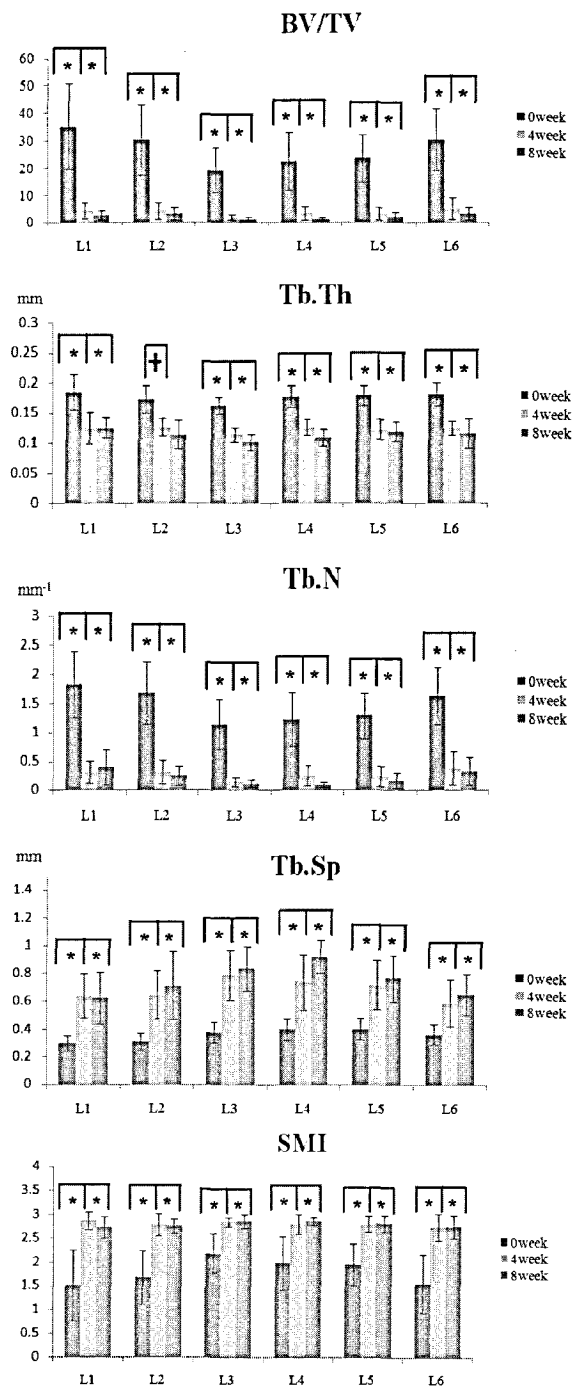 BV/TV
60
50
40
30
20
10
0
* * * * * * * * * * * *
L1 L2 L3 L4 L5 L6
0week
4week
8week
Tb.Th
mm
0.3
0.25
0.2
0.15
0.1
0.05
0
* * + * * * * * * * *
L1 L2 L3 L4 L5 L6
0week
4week
8week
Tb.N
mm-1
3
2.5
2
1.5
1
0.5
0
* * * * * * * * * * * *
L1 L2 L3 L4 L5 L6
0week
4week
8week
Tb.Sp
mm
1.4
1.2
1
0.8
0.6
0.4
0.2
0
* * * * * * * * * * * *
L1 L2 L3 L4 L5 L6
0week
4week
8week
SMI
4
3.5
3
2.5
2
1.5
1
0.5
0
* * * * * * * * * * * *
L1 L2 L3 L4 L5 L6
0week
4week
8week